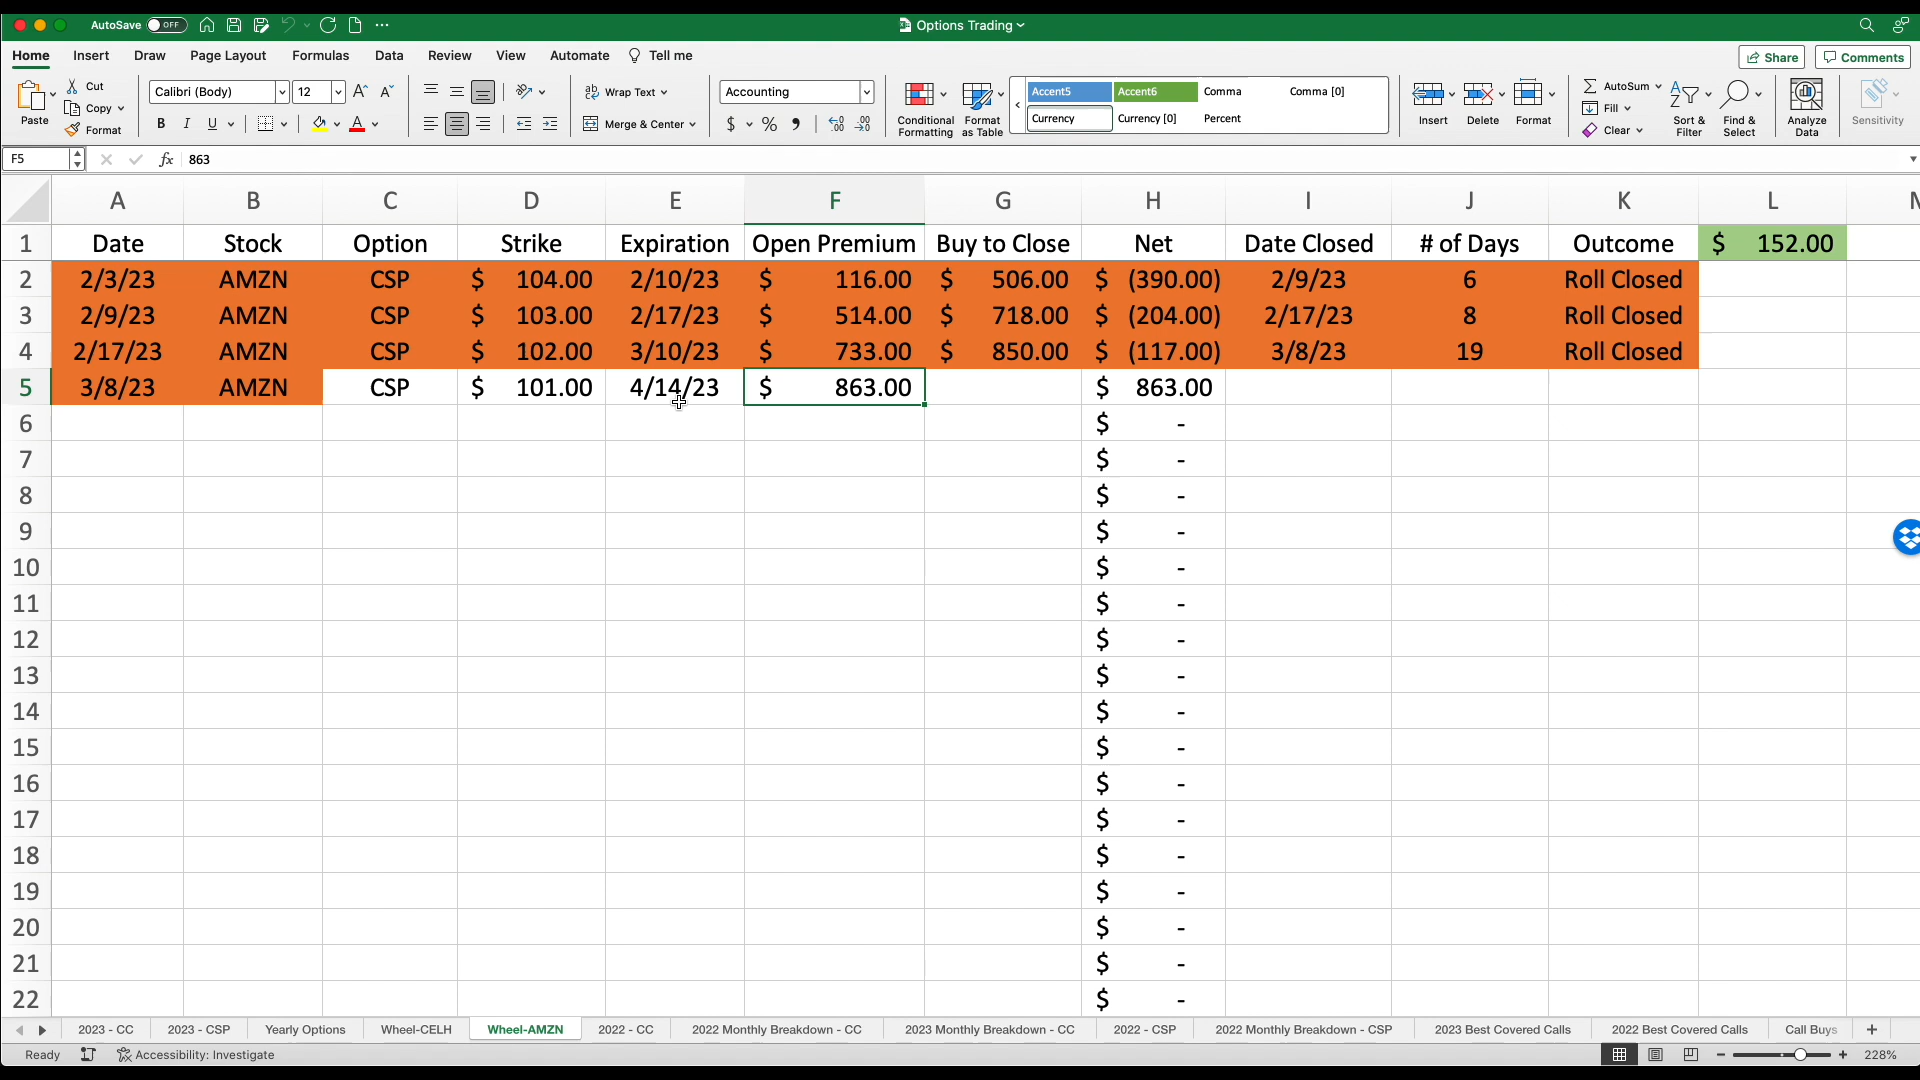 AutoSave OFF Options Trading
Home Insert Draw Page Layout Formulas Data Review View Automate Tell me Share Comments
Paste Cut Copy Format
Calibri (Body) 12 A A
B I U A
Wrap Text
Merge & Center
Accounting
$ % 9
Conditional Formatting
Format as Table
Accent5 Accent6 Comma Comma [0]
Currency Currency [0] Percent
Insert Delete Format
AutoSum
Fill
Clear
Sort & Filter
Find & Select
Analyze Data
Sensitivity
F5 fx 863
A B C D E F G H I J K L
1 Date Stock Option Strike Expiration Open Premium Buy to Close Net Date Closed # of Days Outcome $ 152.00
2 2/3/23 AMZN CSP $ 104.00 2/10/23 $ 116.00 $ 506.00 $ (390.00) 2/9/23 6 Roll Closed
3 2/9/23 AMZN CSP $ 103.00 2/17/23 $ 514.00 $ 718.00 $ (204.00) 2/17/23 8 Roll Closed
4 2/17/23 AMZN CSP $ 102.00 3/10/23 $ 733.00 $ 850.00 $ (117.00) 3/8/23 19 Roll Closed
5 3/8/23 AMZN CSP $ 101.00 4/14/23 $ 863.00 $ 863.00
6 $ -
7 $ -
8 $ -
9 $ -
10 $ -
11 $ -
12 $ -
13 $ -
14 $ -
15 $ -
16 $ -
17 $ -
18 $ -
19 $ -
20 $ -
21 $ -
22 $ -
2023 - CC 2023 - CSP Yearly Options Wheel-CELH Wheel-AMZN 2022 - CC 2022 Monthly Breakdown - CC 2023 Monthly Breakdown - CC 2022 - CSP 2022 Monthly Breakdown - CSP 2023 Best Covered Calls 2022 Best Covered Calls Call Buys +
Ready Accessibility: Investigate - + 228%